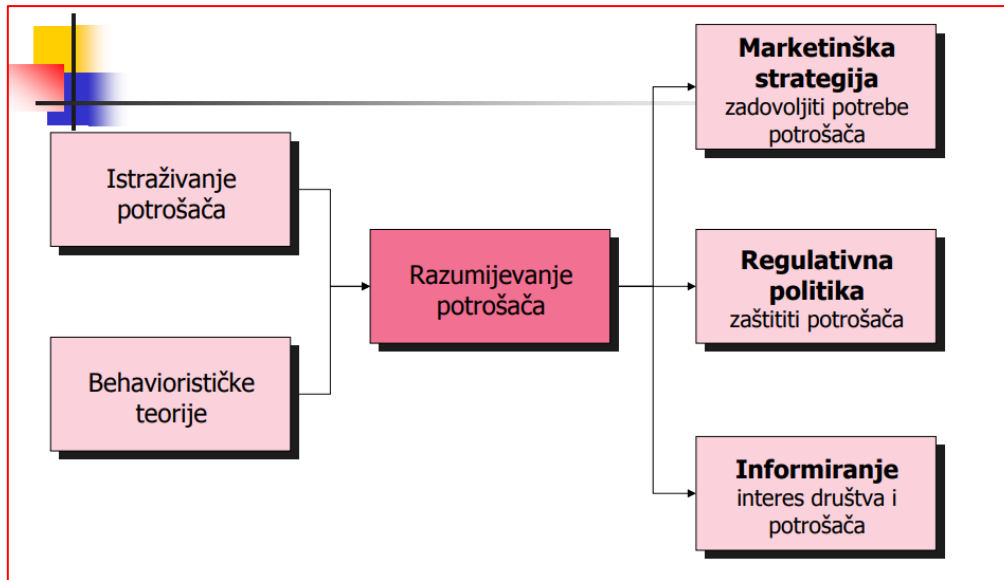 Istraživanje
potrošača
Behaviorističke
teorije
Razumijevanje
potrošača
Marketinška
strategija
zadovoljiti potrebe
potrošača
Regulativna
politika
zaštititi potrošača
Informiranje
interes društva i
potrošača